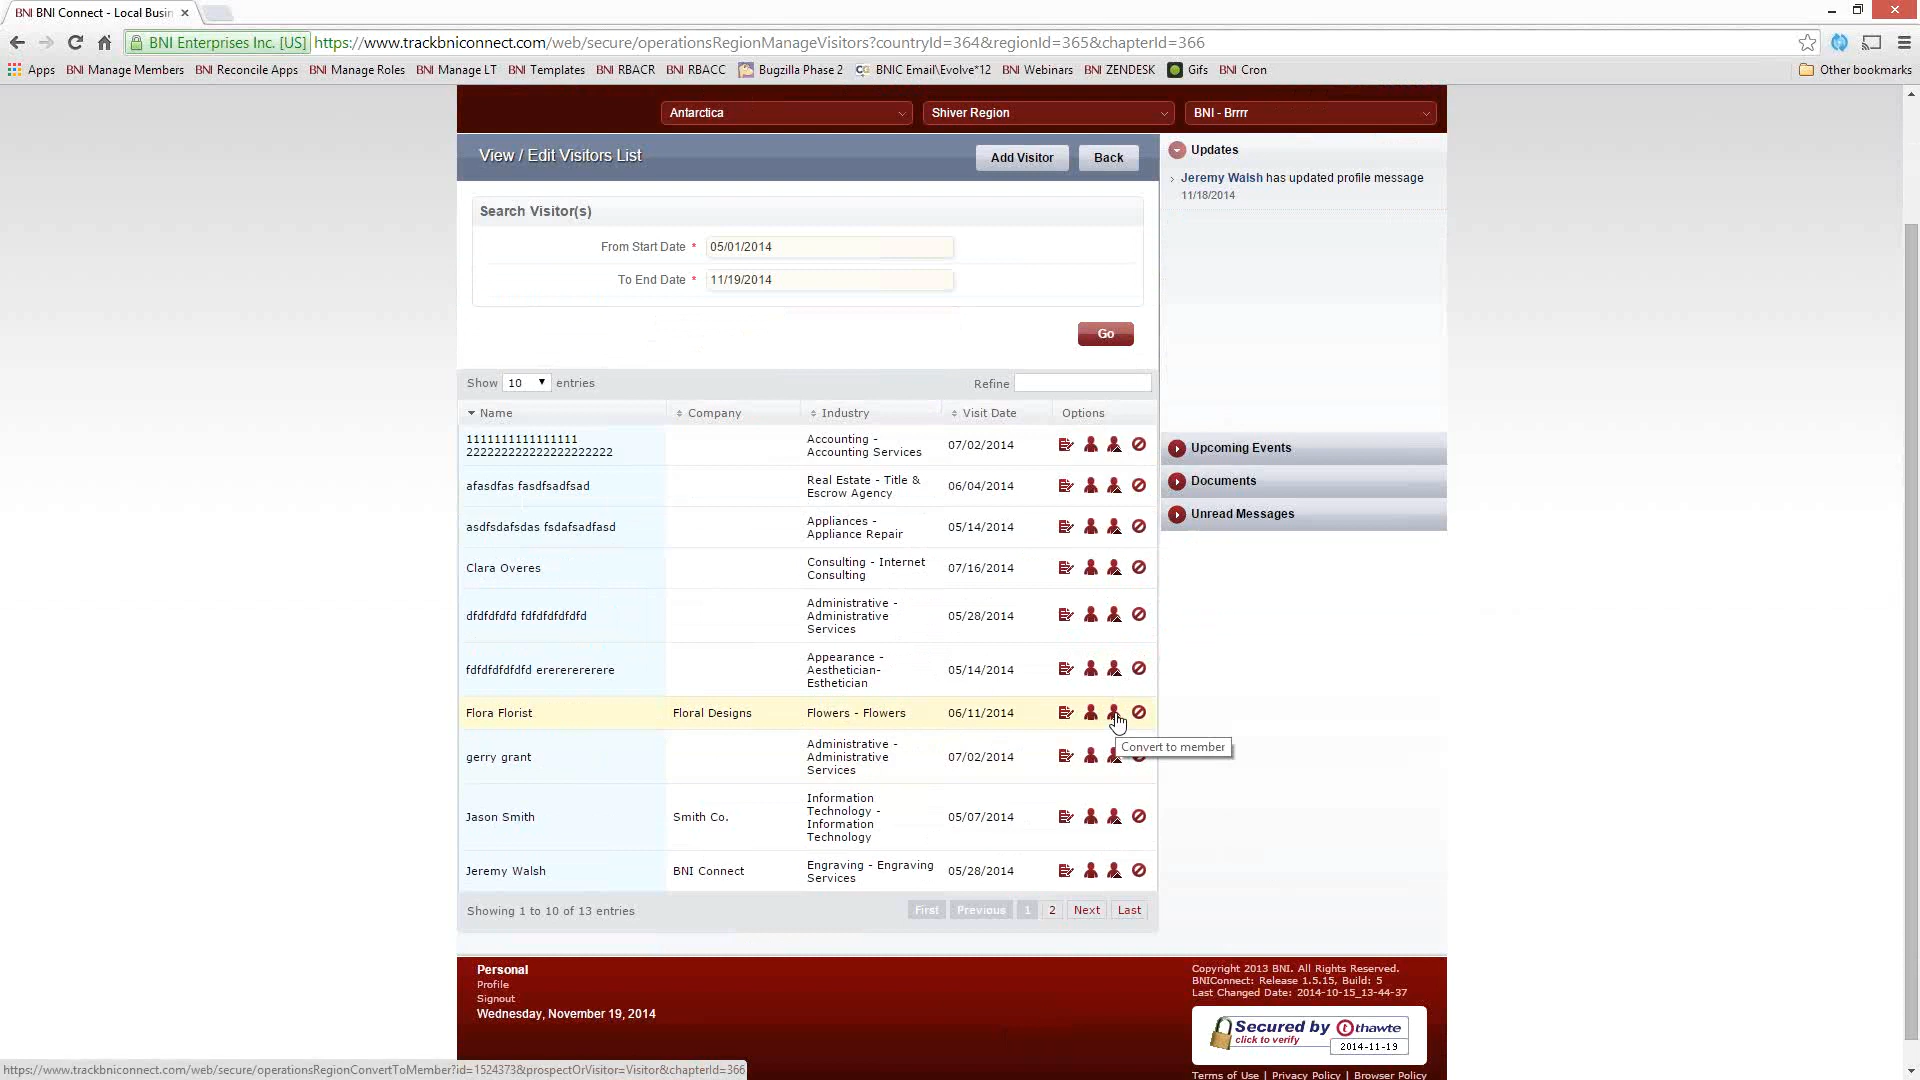 BNI BNI Connect - Local Busin
BNI Enterprises Inc. [US] https://www.trackbniconnect.com/web/secure/operationsRegionManageVisitors?countryId=364&regionId=365&chapterId=366
Apps BNI BNI Manage Members BNI BNI Reconcile Apps BNI BNI Manage Roles BNI BNI Manage LT BNI BNI Templates BNI BNI RBACR BNI BNI RBACC Bugzilla Phase 2 BNIC Email\Evolve*12 BNI BNI Webinars BNI BNI ZENDESK Gifs BNI BNI Cron Other bookmarks
Antarctica Shiver Region BNI - Brrrr
View / Edit Visitors List Add Visitor Back
Search Visitor(s)
From Start Date * 05/01/2014
To End Date * 11/19/2014
Go
Show 10 entries Refine
Name Company Industry Visit Date Options
1111111111111111
222222222222222222222
Accounting -
Accounting Services
07/02/2014
afasdfas fasdfsadfsad
Real Estate - Title &
Escrow Agency
06/04/2014
asdfsdafsdas fsdafsadfasd
Appliances -
Appliance Repair
05/14/2014
Clara Overes
Consulting - Internet
Consulting
07/16/2014
dfdfdfdfd fdfdfdfdfdfd
Administrative -
Administrative
Services
05/28/2014
fdfdfdfdfdfd erererererere
Appearance -
Aesthetician-
Esthetician
05/14/2014
Flora Florist Floral Designs Flowers - Flowers 06/11/2014
Convert to member
gerry grant
Administrative -
Administrative
Services
07/02/2014
Jason Smith Smith Co.
Information
Technology -
Information
Technology
05/07/2014
Jeremy Walsh BNI Connect
Engraving - Engraving
Services
05/28/2014
Showing 1 to 10 of 13 entries First Previous 1 2 Next Last
Updates
Jeremy Walsh has updated profile message
11/18/2014
Upcoming Events
Documents
Unread Messages
Personal
Profile
Signout
Wednesday, November 19, 2014
Copyright 2013 BNI. All Rights Reserved.
BNIConnect: Release 1.5.15, Build: 5
Last Changed Date: 2014-10-15_13-44-37
Secured by thawte
click to verify
2014-11-19
Terms of Use | Privacy Policy | Browser Policy
https://www.trackbniconnect.com/web/secure/operationsRegionConvertToMember?id=1524373&prospectOrVisitor=Visitor&chapterId=366